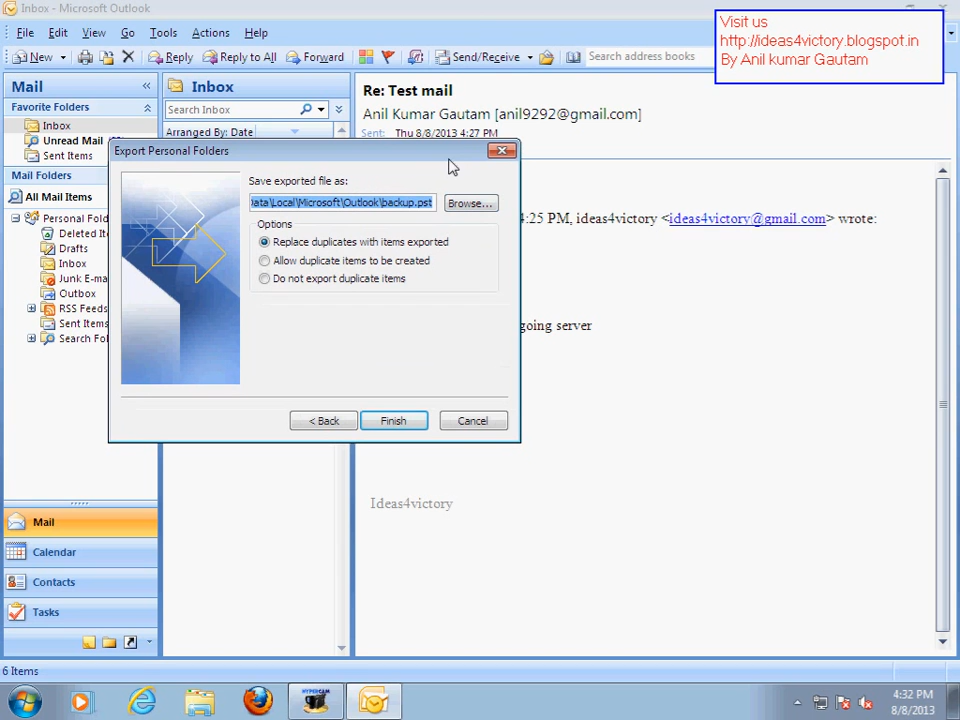 Inbox - Microsoft Outlook
Visit us
http://ideas4victory.blogspot.in
By Anil kumar Gautam
File Edit View Go Tools Actions Help
New Reply Reply to All Forward Send/Receive Search address books
Mail «
Favorite Folders
Inbox
Unread Mail
Sent Items
Mail Folders
All Mail Items
Personal Fold
Deleted It
Drafts
Inbox
Junk E-ma
Outbox
RSS Feeds
Sent Items
Search Fol
Inbox
Search Inbox
Arranged By: Date
Re: Test mail
Anil Kumar Gautam [anil9292@gmail.com]
Sent: Thu 8/8/2013 4:27 PM
4:25 PM, ideas4victory <ideas4victory@gmail.com> wrote:
going server
Ideas4victory
Export Personal Folders
Save exported file as:
Data\Local\Microsoft\Outlook\backup.pst Browse...
Options
Replace duplicates with items exported
Allow duplicate items to be created
Do not export duplicate items
< Back Finish Cancel
Mail
Calendar
Contacts
Tasks
6 Items
HYPERCAM
4:32 PM
8/8/2013